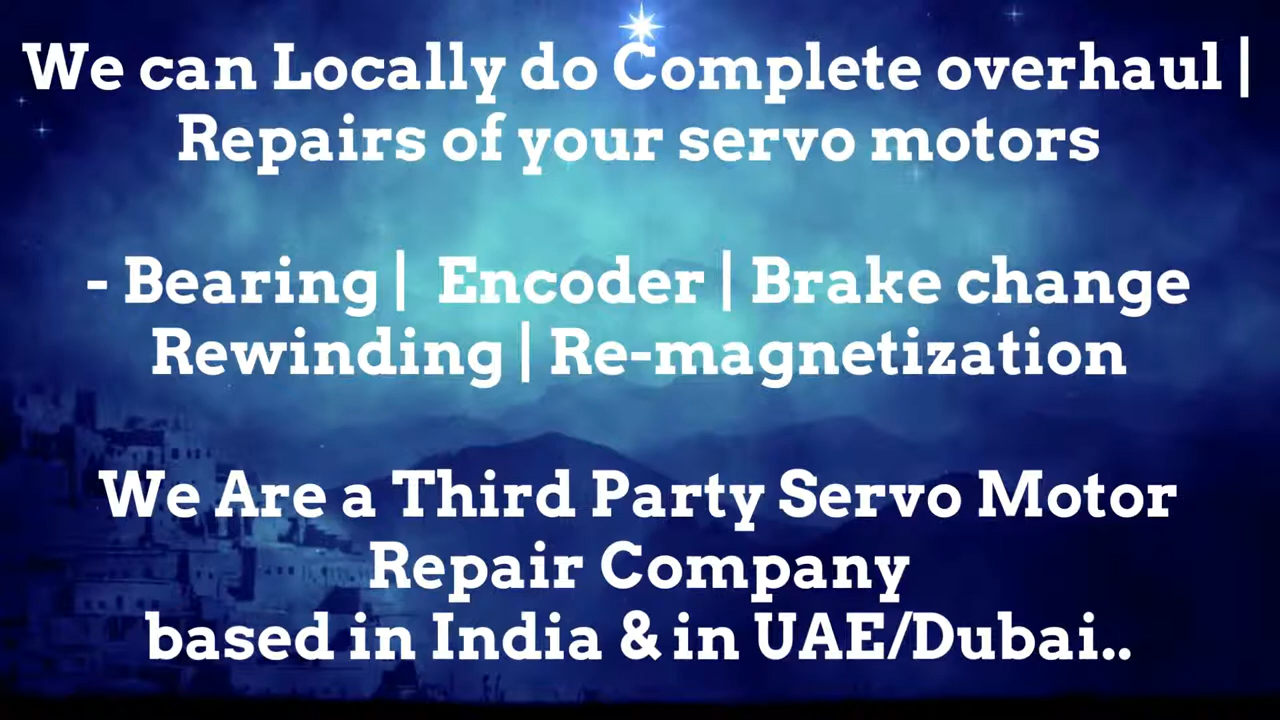 We can Locally do Complete overhaul |
Repairs of your servo motors
- Bearing | Encoder | Brake change
Rewinding | Re-magnetization
We Are a Third Party Servo Motor
Repair Company
based in India & in UAE/Dubai..